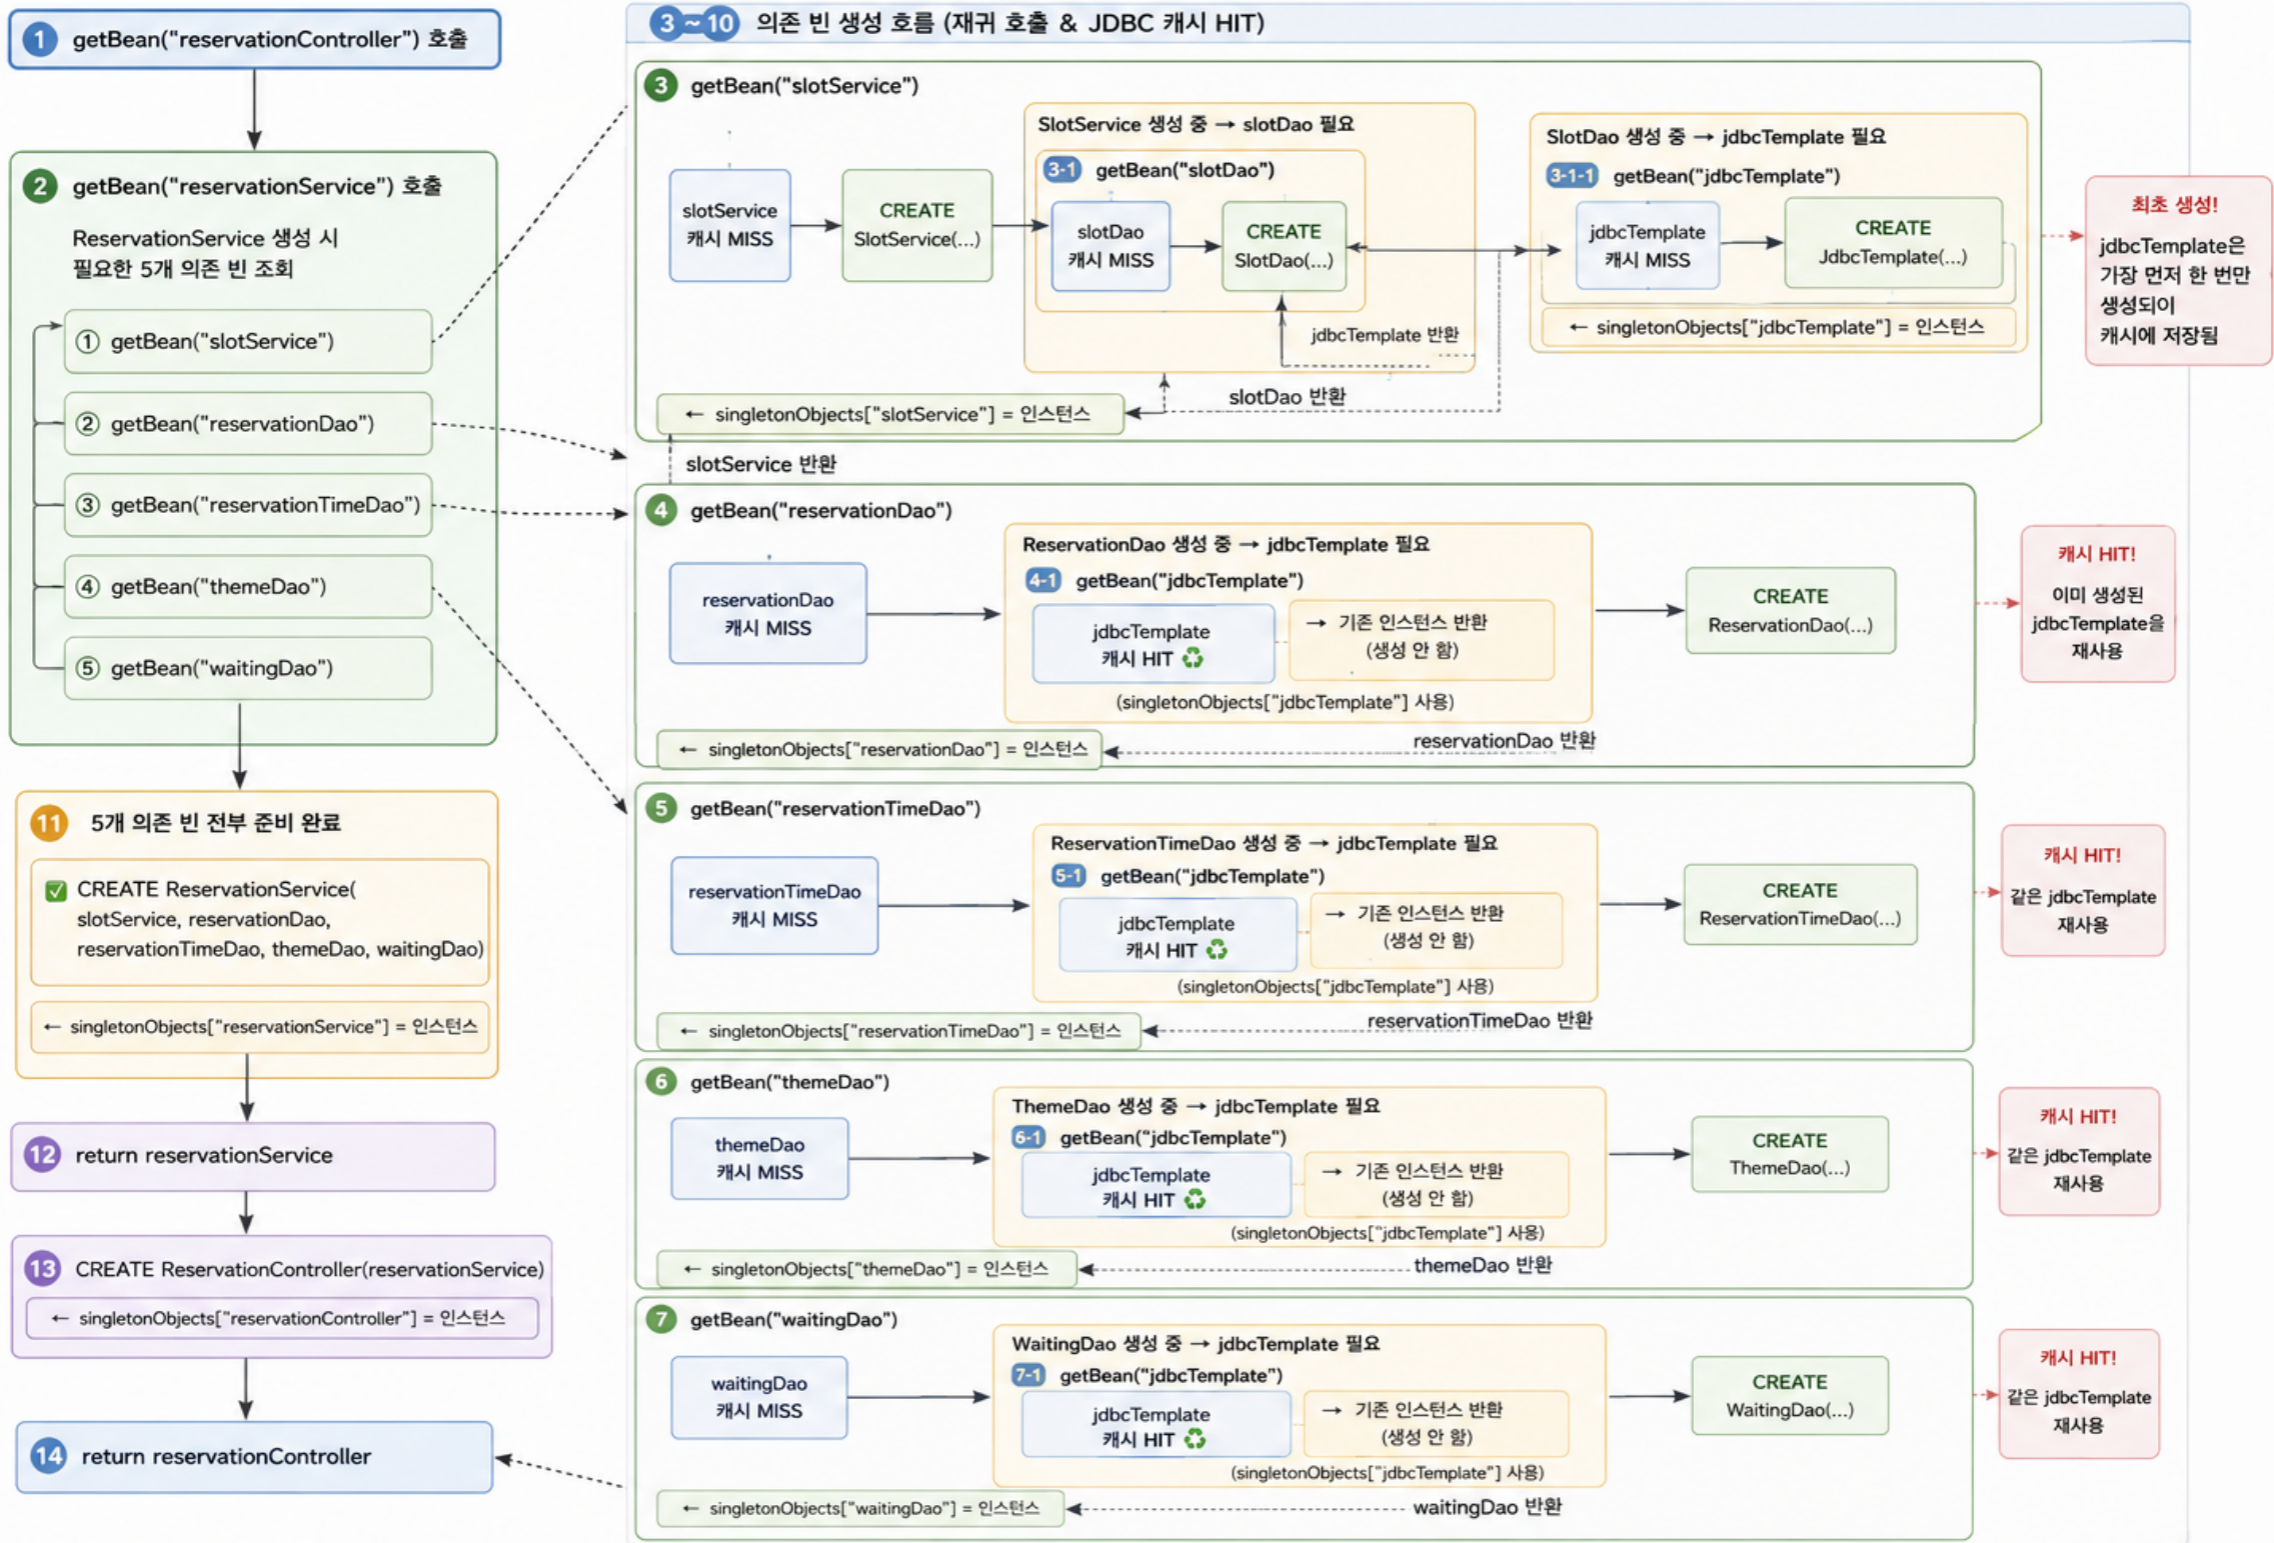 1 getBean("reservationController") 호출
2 getBean("reservationService") 호출
ReservationService 생성 시
필요한 5개 의존 빈 조회
① getBean("slotService")
② getBean("reservationDao")
③ getBean("reservationTimeDao")
④ getBean("themeDao")
⑤ getBean("waitingDao")
11 5개 의존 빈 전부 준비 완료
✅ CREATE ReservationService(
slotService, reservationDao,
reservationTimeDao, themeDao, waitingDao)
← singletonObjects["reservationService"] = 인스턴스
12 return reservationService
13 CREATE ReservationController(reservationService)
← singletonObjects["reservationController"] = 인스턴스
14 return reservationController
3~10 의존 빈 생성 흐름 (재귀 호출 & JDBC 캐시 HIT)
3 getBean("slotService")
slotService
캐시 MISS
CREATE
SlotService(...)
SlotService 생성 중 → slotDao 필요
3-1 getBean("slotDao")
slotDao
캐시 MISS
CREATE
SlotDao(...)
jdbcTemplate 반환
SlotDao 생성 중 → jdbcTemplate 필요
3-1-1 getBean("jdbcTemplate")
jdbcTemplate
캐시 MISS
CREATE
JdbcTemplate(...)
← singletonObjects["jdbcTemplate"] = 인스턴스
slotDao 반환
← singletonObjects["slotService"] = 인스턴스
최초 생성!
jdbcTemplate은
가장 먼저 한 번만
생성되이
캐시에 저장됨
slotService 반환
4 getBean("reservationDao")
reservationDao
캐시 MISS
ReservationDao 생성 중 → jdbcTemplate 필요
4-1 getBean("jdbcTemplate")
jdbcTemplate
캐시 HIT ♻
→ 기존 인스턴스 반환
(생성 안 함)
(singletonObjects["jdbcTemplate"] 사용)
CREATE
ReservationDao(...)
← singletonObjects["reservationDao"] = 인스턴스
reservationDao 반환
캐시 HIT!
이미 생성된
jdbcTemplate을
재사용
5 getBean("reservationTimeDao")
reservationTimeDao
캐시 MISS
ReservationTimeDao 생성 중 → jdbcTemplate 필요
5-1 getBean("jdbcTemplate")
jdbcTemplate
캐시 HIT ♻
→ 기존 인스턴스 반환
(생성 안 함)
(singletonObjects["jdbcTemplate"] 사용)
CREATE
ReservationTimeDao(...)
← singletonObjects["reservationTimeDao"] = 인스턴스
reservationTimeDao 반환
캐시 HIT!
같은 jdbcTemplate
재사용
6 getBean("themeDao")
themeDao
캐시 MISS
ThemeDao 생성 중 → jdbcTemplate 필요
6-1 getBean("jdbcTemplate")
jdbcTemplate
캐시 HIT ♻
→ 기존 인스턴스 반환
(생성 안 함)
(singletonObjects["jdbcTemplate"] 사용)
CREATE
ThemeDao(...)
← singletonObjects["themeDao"] = 인스턴스
themeDao 반환
캐시 HIT!
같은 jdbcTemplate
재사용
7 getBean("waitingDao")
waitingDao
캐시 MISS
WaitingDao 생성 중 → jdbcTemplate 필요
7-1 getBean("jdbcTemplate")
jdbcTemplate
캐시 HIT ♻
→ 기존 인스턴스 반환
(생성 안 함)
(singletonObjects["jdbcTemplate"] 사용)
CREATE
WaitingDao(...)
← singletonObjects["waitingDao"] = 인스턴스
waitingDao 반환
캐시 HIT!
같은 jdbcTemplate
재사용